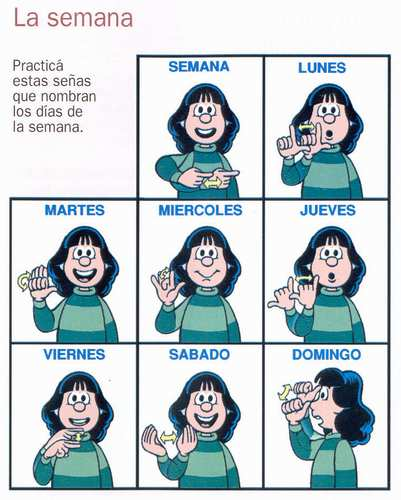 La semana
Practicá
estas señas
que nombran
los días de
la semana.
SEMANA
LUNES
MARTES
MIERCOLES
JUEVES
VIERNES
SABADO
DOMINGO